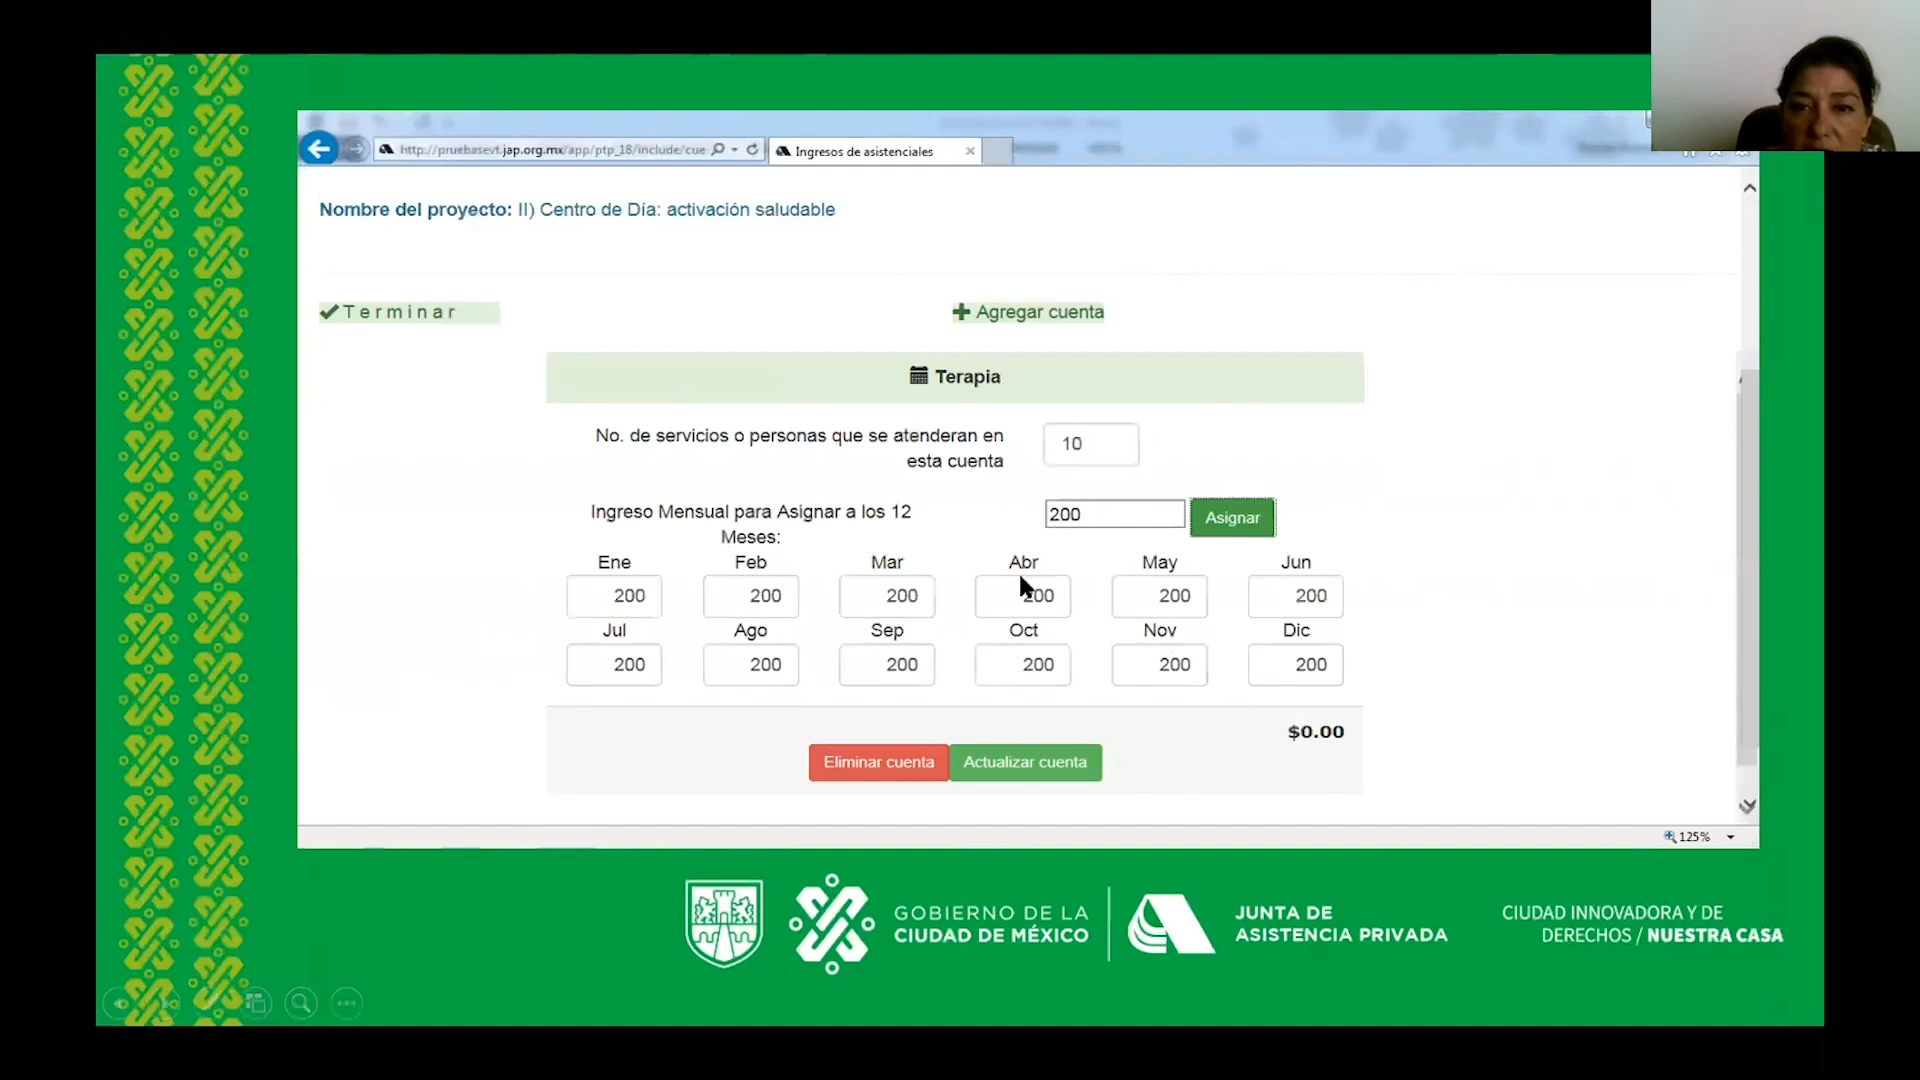 http://pruebasevt.jap.org.mx/app/ptp_18/include/cue
Ingresos de asistenciales
Nombre del proyecto: II) Centro de Día: activación saludable
Terminar
Agregar cuenta
Terapia
No. de servicios o personas que se atenderan en
esta cuenta
10
Ingreso Mensual para Asignar a los 12
Meses:
200
Asignar
Ene Feb Mar Abr May Jun
200 200 200 200 200 200
Jul Ago Sep Oct Nov Dic
200 200 200 200 200 200
$0.00
Eliminar cuenta Actualizar cuenta
125%
GOBIERNO DE LA
CIUDAD DE MÉXICO
JUNTA DE
ASISTENCIA PRIVADA
CIUDAD INNOVADORA Y DE
DERECHOS / NUESTRA CASA